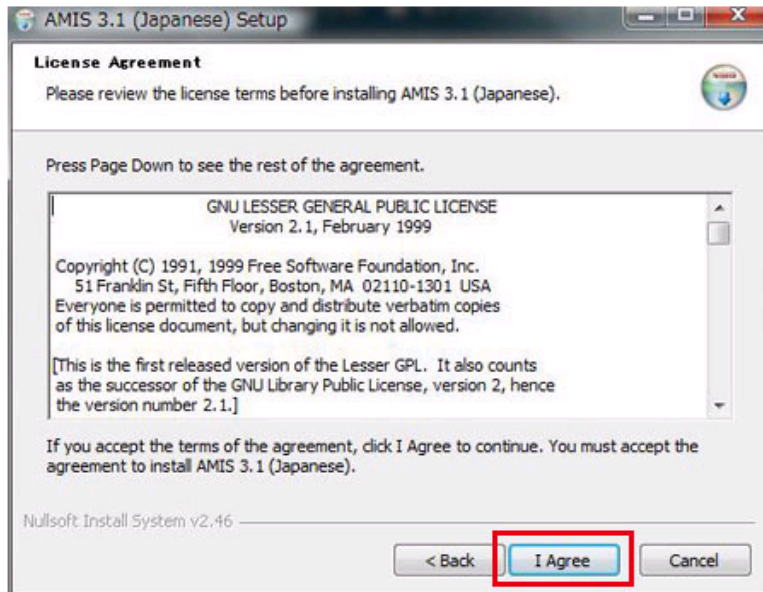 AMIS 3.1 (Japanese) Setup
License Agreement
Please review the license terms before installing AMIS 3.1 (Japanese).
Press Page Down to see the rest of the agreement.
GNU LESSER GENERAL PUBLIC LICENSE
Version 2.1, February 1999
Copyright (C) 1991, 1999 Free Software Foundation, Inc.
51 Franklin St, Fifth Floor, Boston, MA  02110-1301  USA
Everyone is permitted to copy and distribute verbatim copies
of this license document, but changing it is not allowed.
[This is the first released version of the Lesser GPL.  It also counts
as the successor of the GNU Library Public License, version 2, hence
the version number 2.1.]
If you accept the terms of the agreement, click I Agree to continue. You must accept the
agreement to install AMIS 3.1 (Japanese).
Nullsoft Install System v2.46
< Back
I Agree
Cancel